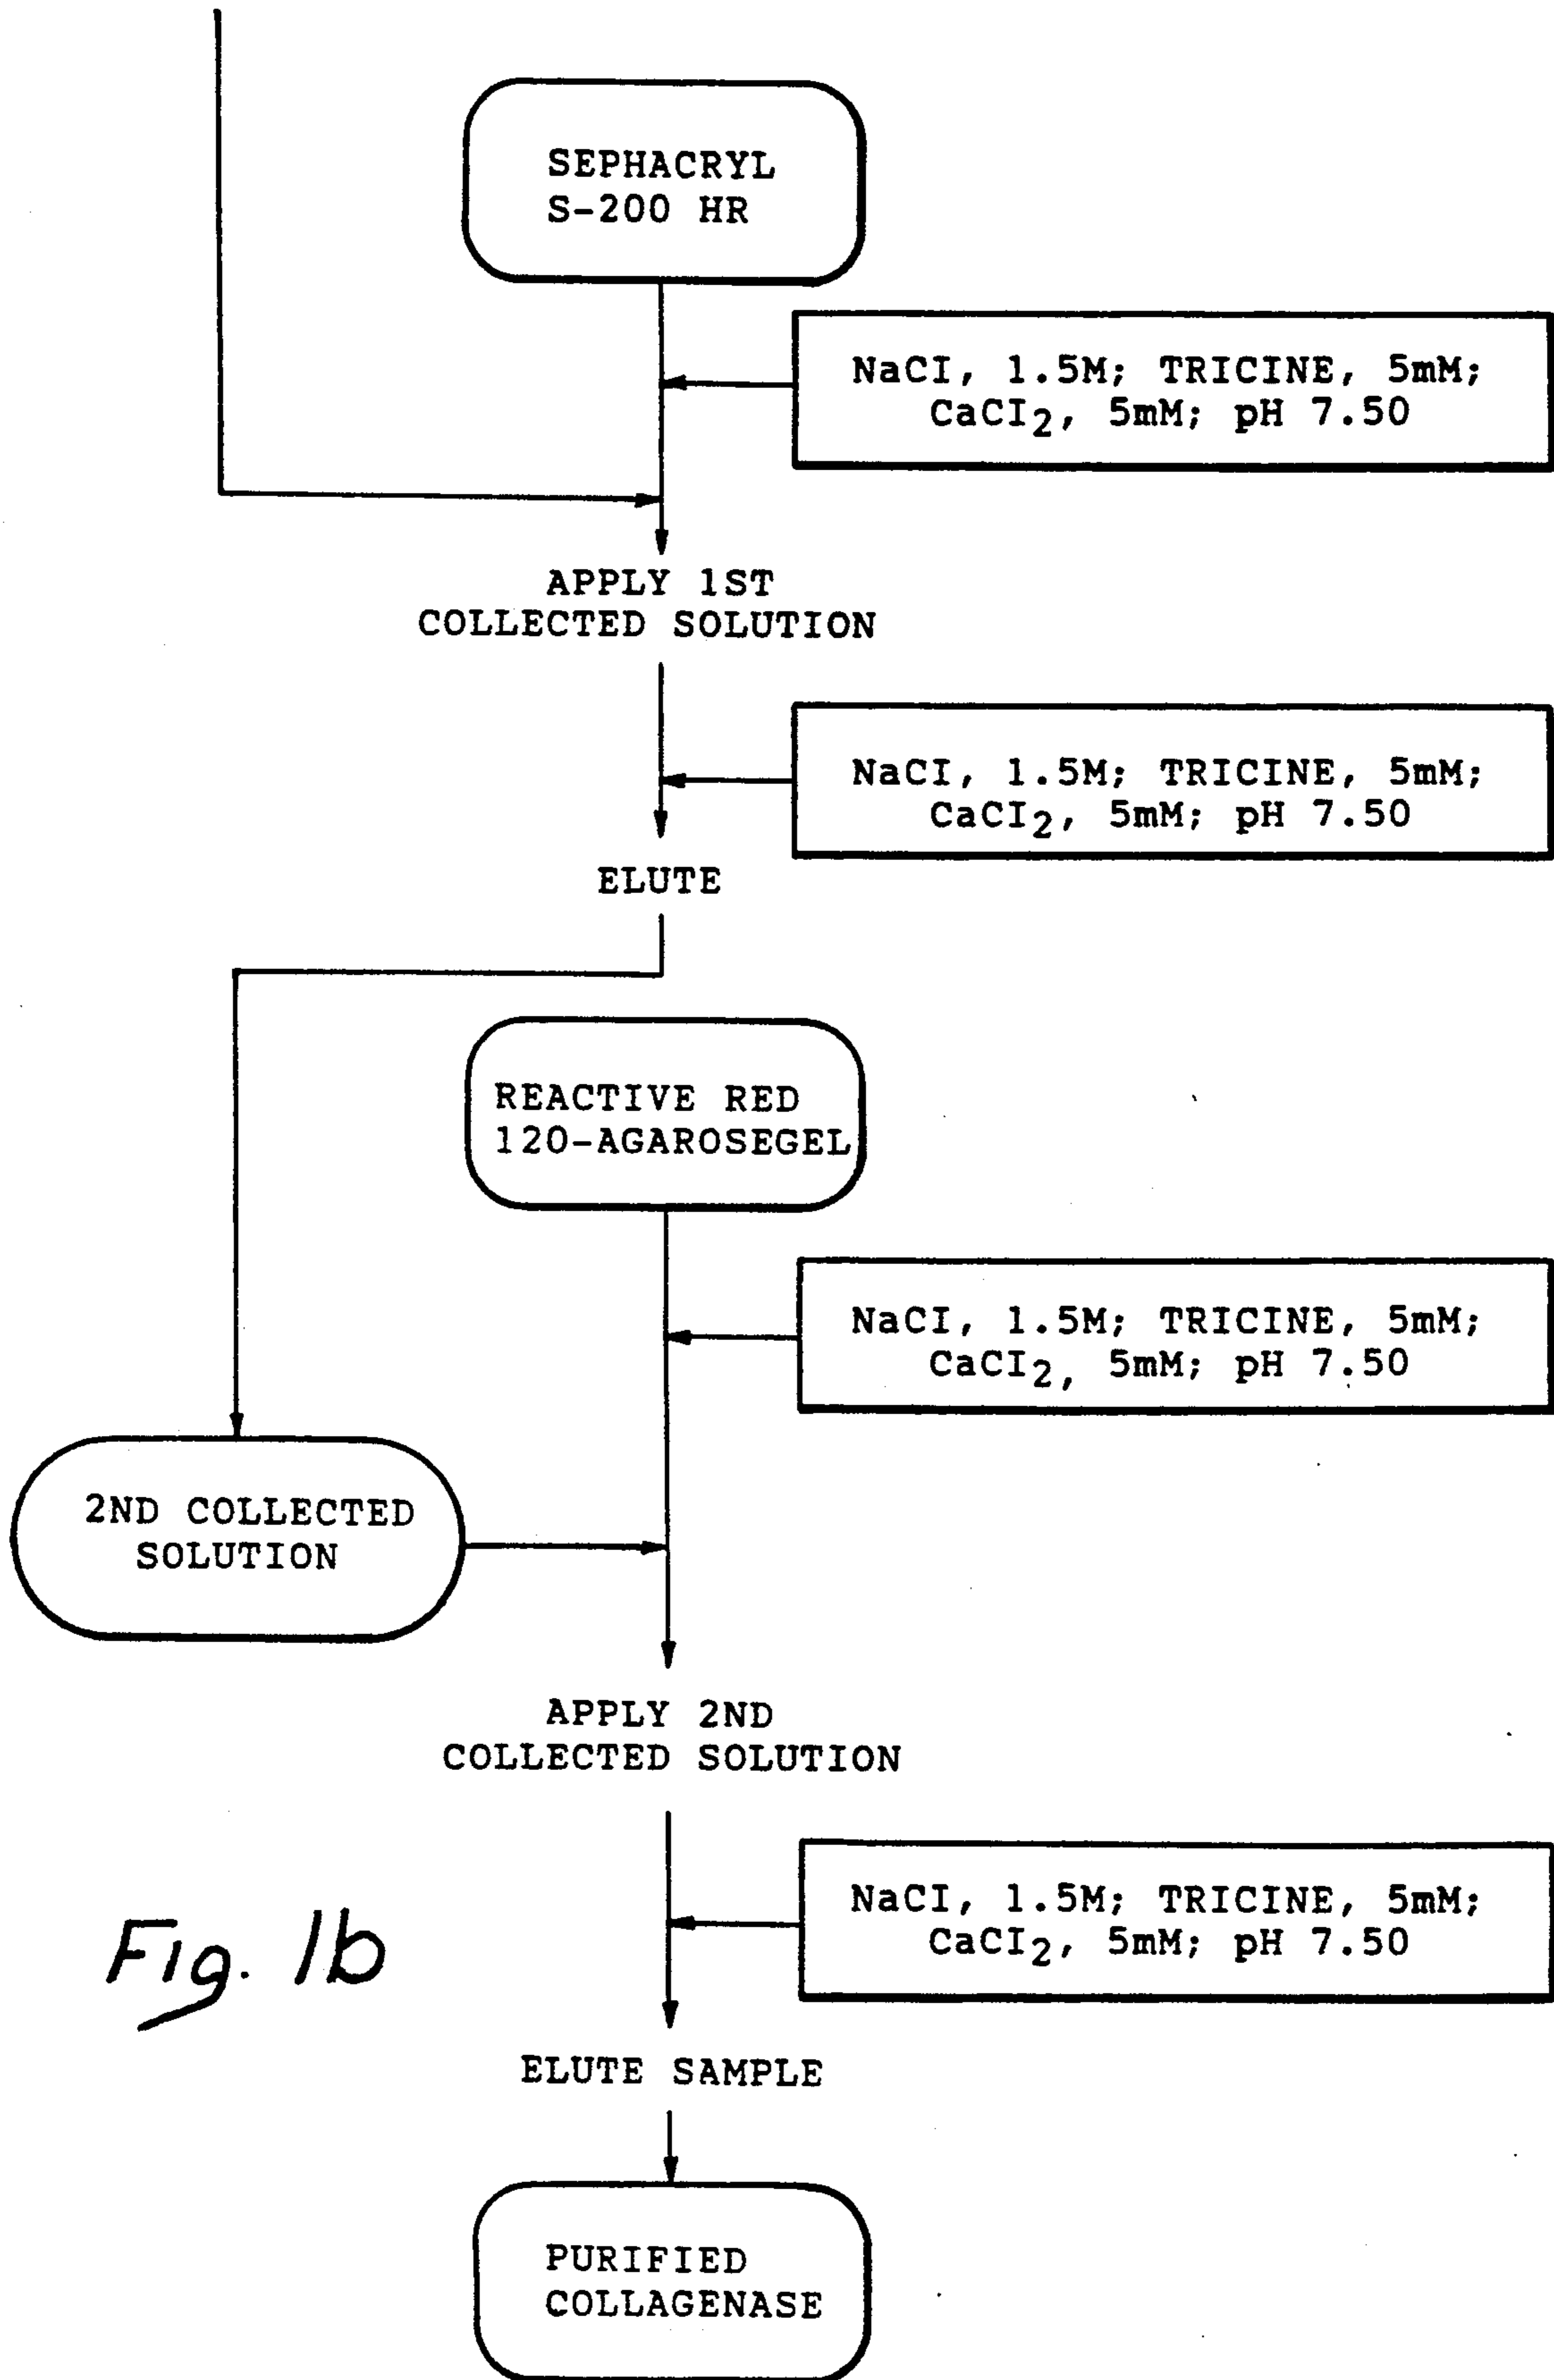 SEPHACRYL
S-200 HR
NaCI, 1.5M; TRICINE, 5mM;
CaCI2, 5mM; pH 7.50
APPLY 1ST
COLLECTED SOLUTION
NaCI, 1.5M; TRICINE, 5mM;
CaCI2, 5mM; pH 7.50
ELUTE
REACTIVE RED
120-AGAROSEGEL
NaCI, 1.5M; TRICINE, 5mM;
CaCI2, 5mM; pH 7.50
2ND COLLECTED
SOLUTION
APPLY 2ND
COLLECTED SOLUTION
NaCI, 1.5M; TRICINE, 5mM;
CaCI2, 5mM; pH 7.50
Fig. 1b
ELUTE SAMPLE
PURIFIED
COLLAGENASE